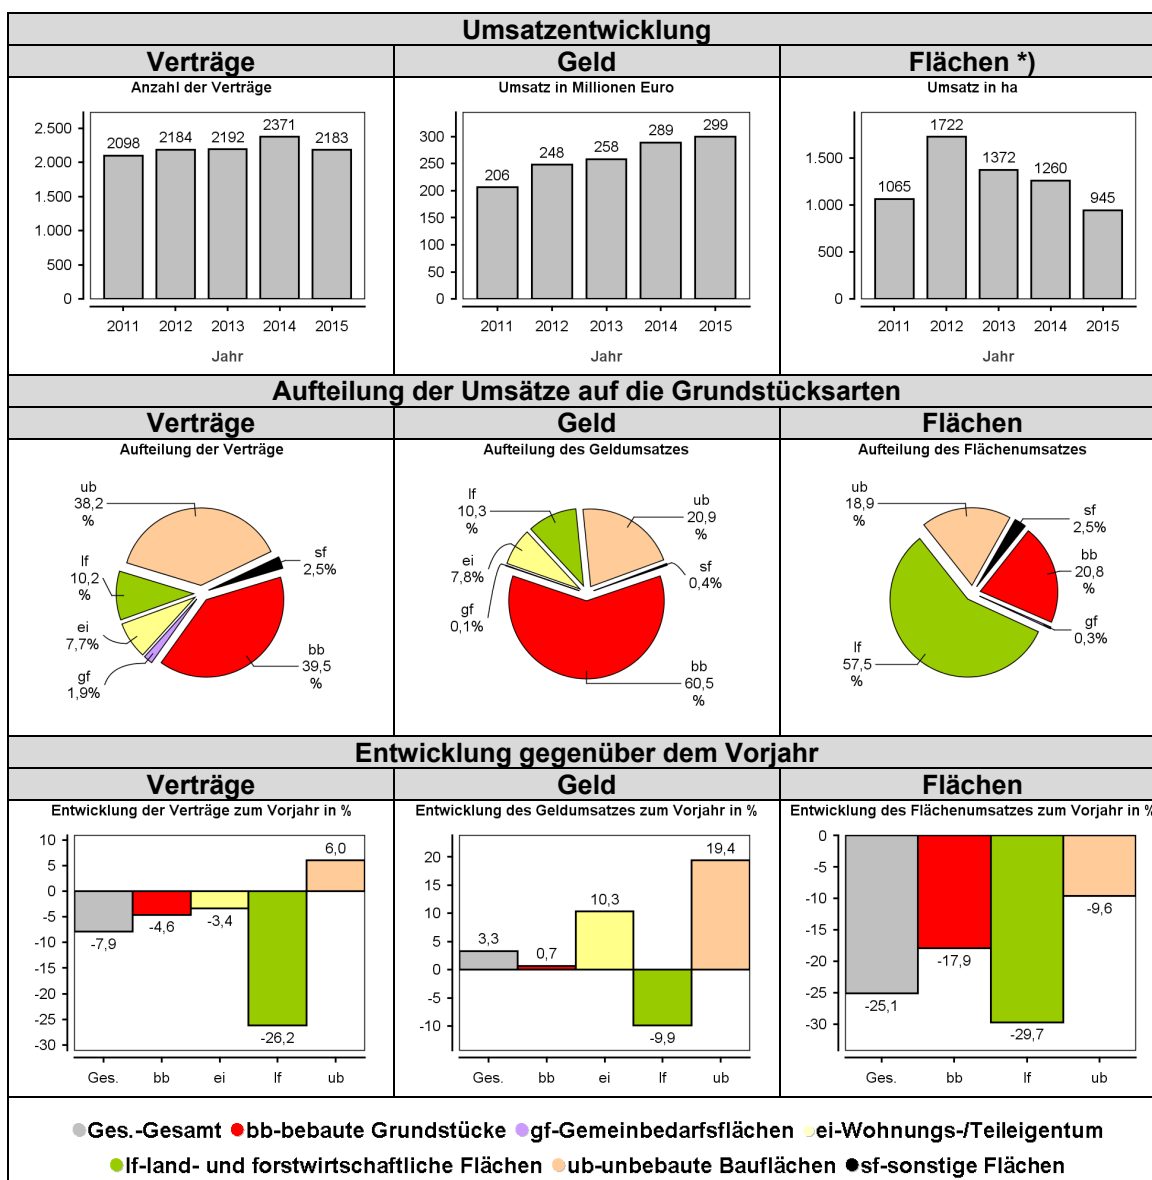 Umsatzentwicklung
Verträge
Geld
Flächen *)
Anzahl der Verträge
2.500
2.000
1.500
1.000
500
0
2098
2184
2192
2371
2183
2011
2012
2013
2014
2015
Jahr
Umsatz in Millionen Euro
300
250
200
150
100
50
0
206
248
258
289
299
2011
2012
2013
2014
2015
Jahr
Umsatz in ha
1.500
1.000
500
0
1065
1722
1372
1260
945
2011
2012
2013
2014
2015
Jahr
Aufteilung der Umsätze auf die Grundstücksarten
Verträge
Geld
Flächen
Aufteilung der Verträge
ub
38,2
%
lf
10,2
%
ei
7,7%
gf
1,9%
sf
2,5%
bb
39,5
%
Aufteilung des Geldumsatzes
lf
10,3
%
ei
7,8%
gf
0,1%
ub
20,9
%
sf
0,4%
bb
60,5
%
Aufteilung des Flächenumsatzes
ub
18,9
%
sf
2,5%
bb
20,8
%
gf
0,3%
lf
57,5
%
Entwicklung gegenüber dem Vorjahr
Verträge
Geld
Flächen
Entwicklung der Verträge zum Vorjahr in %
10
5
0
-5
-10
-15
-20
-25
-30
-7,9
-4,6
-3,4
-26,2
6,0
Ges.
bb
ei
lf
ub
Entwicklung des Geldumsatzes zum Vorjahr in %
20
15
10
5
0
-5
-10
3,3
0,7
10,3
-9,9
19,4
Ges.
bb
ei
lf
ub
Entwicklung des Flächenumsatzes zum Vorjahr in %
0
-5
-10
-15
-20
-25
-30
-25,1
-17,9
-29,7
-9,6
Ges.
bb
lf
ub
Ges.-Gesamt bb-bebaute Grundstücke gf-Gemeinbedarfsflächen ei-Wohnungs-/Teileigentum
lf-land- und forstwirtschaftliche Flächen ub-unbebaute Bauflächen sf-sonstige Flächen